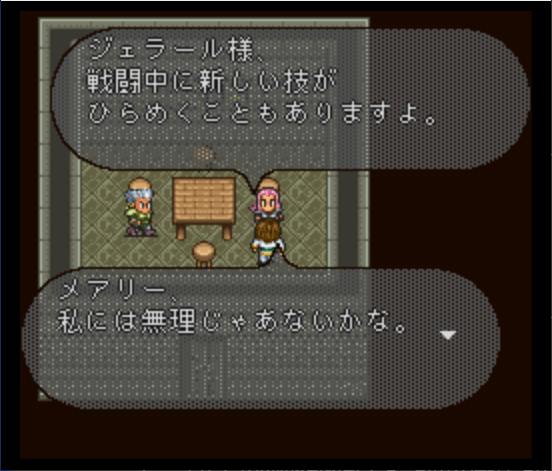 ジェラール様、
戦闘中に新しい技が
ひらめくこともありますよ。
メアリー、
私には無理じゃあないかな。